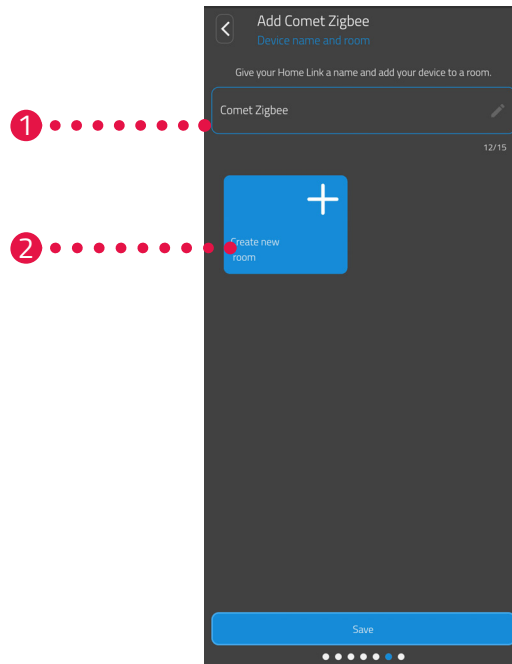 Add Comet Zigbee
Device name and room
Give your Home Link a name and add your device to a room.
1
Comet Zigbee
12/15
2
Create new
room
Save